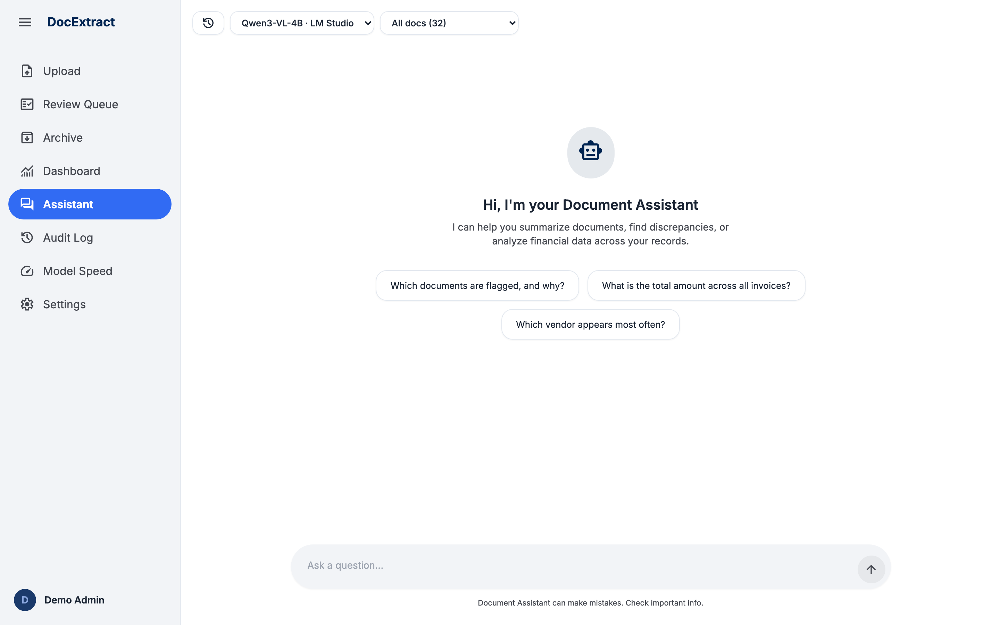 DocExtract
Upload
Review Queue
Archive
Dashboard
Assistant
Audit Log
Model Speed
Settings
D
Demo Admin
Qwen3-VL-4B · LM Studio
All docs (32)
Hi, I'm your Document Assistant
I can help you summarize documents, find discrepancies, or
analyze financial data across your records.
Which documents are flagged, and why?
What is the total amount across all invoices?
Which vendor appears most often?
Ask a question...
Document Assistant can make mistakes. Check important info.